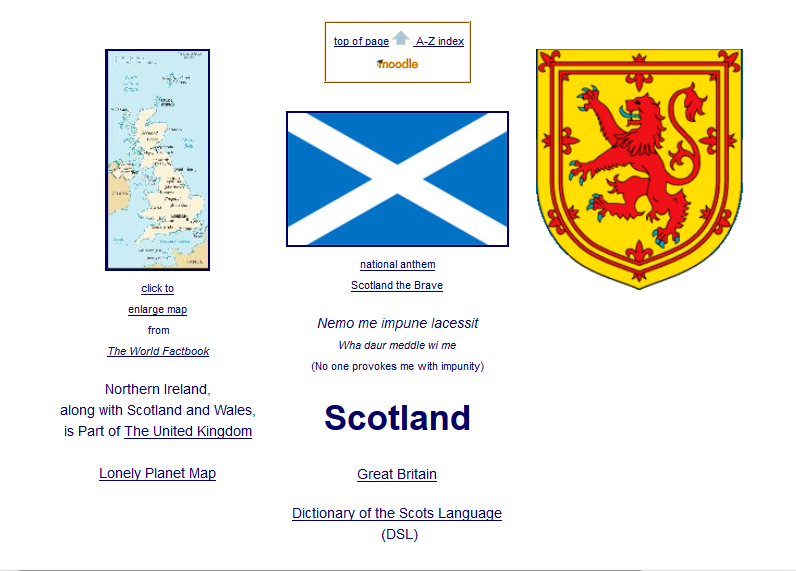 top of page A-Z index
moodle
Scotland
England
London
national anthem
Scotland the Brave
click to
enlarge map
from
The World Factbook
Nemo me impune lacessit
Wha daur meddle wi me
(No one provokes me with impunity)
Northern Ireland,
along with Scotland and Wales,
is Part of The United Kingdom
Scotland
Lonely Planet Map
Great Britain
Dictionary of the Scots Language
(DSL)